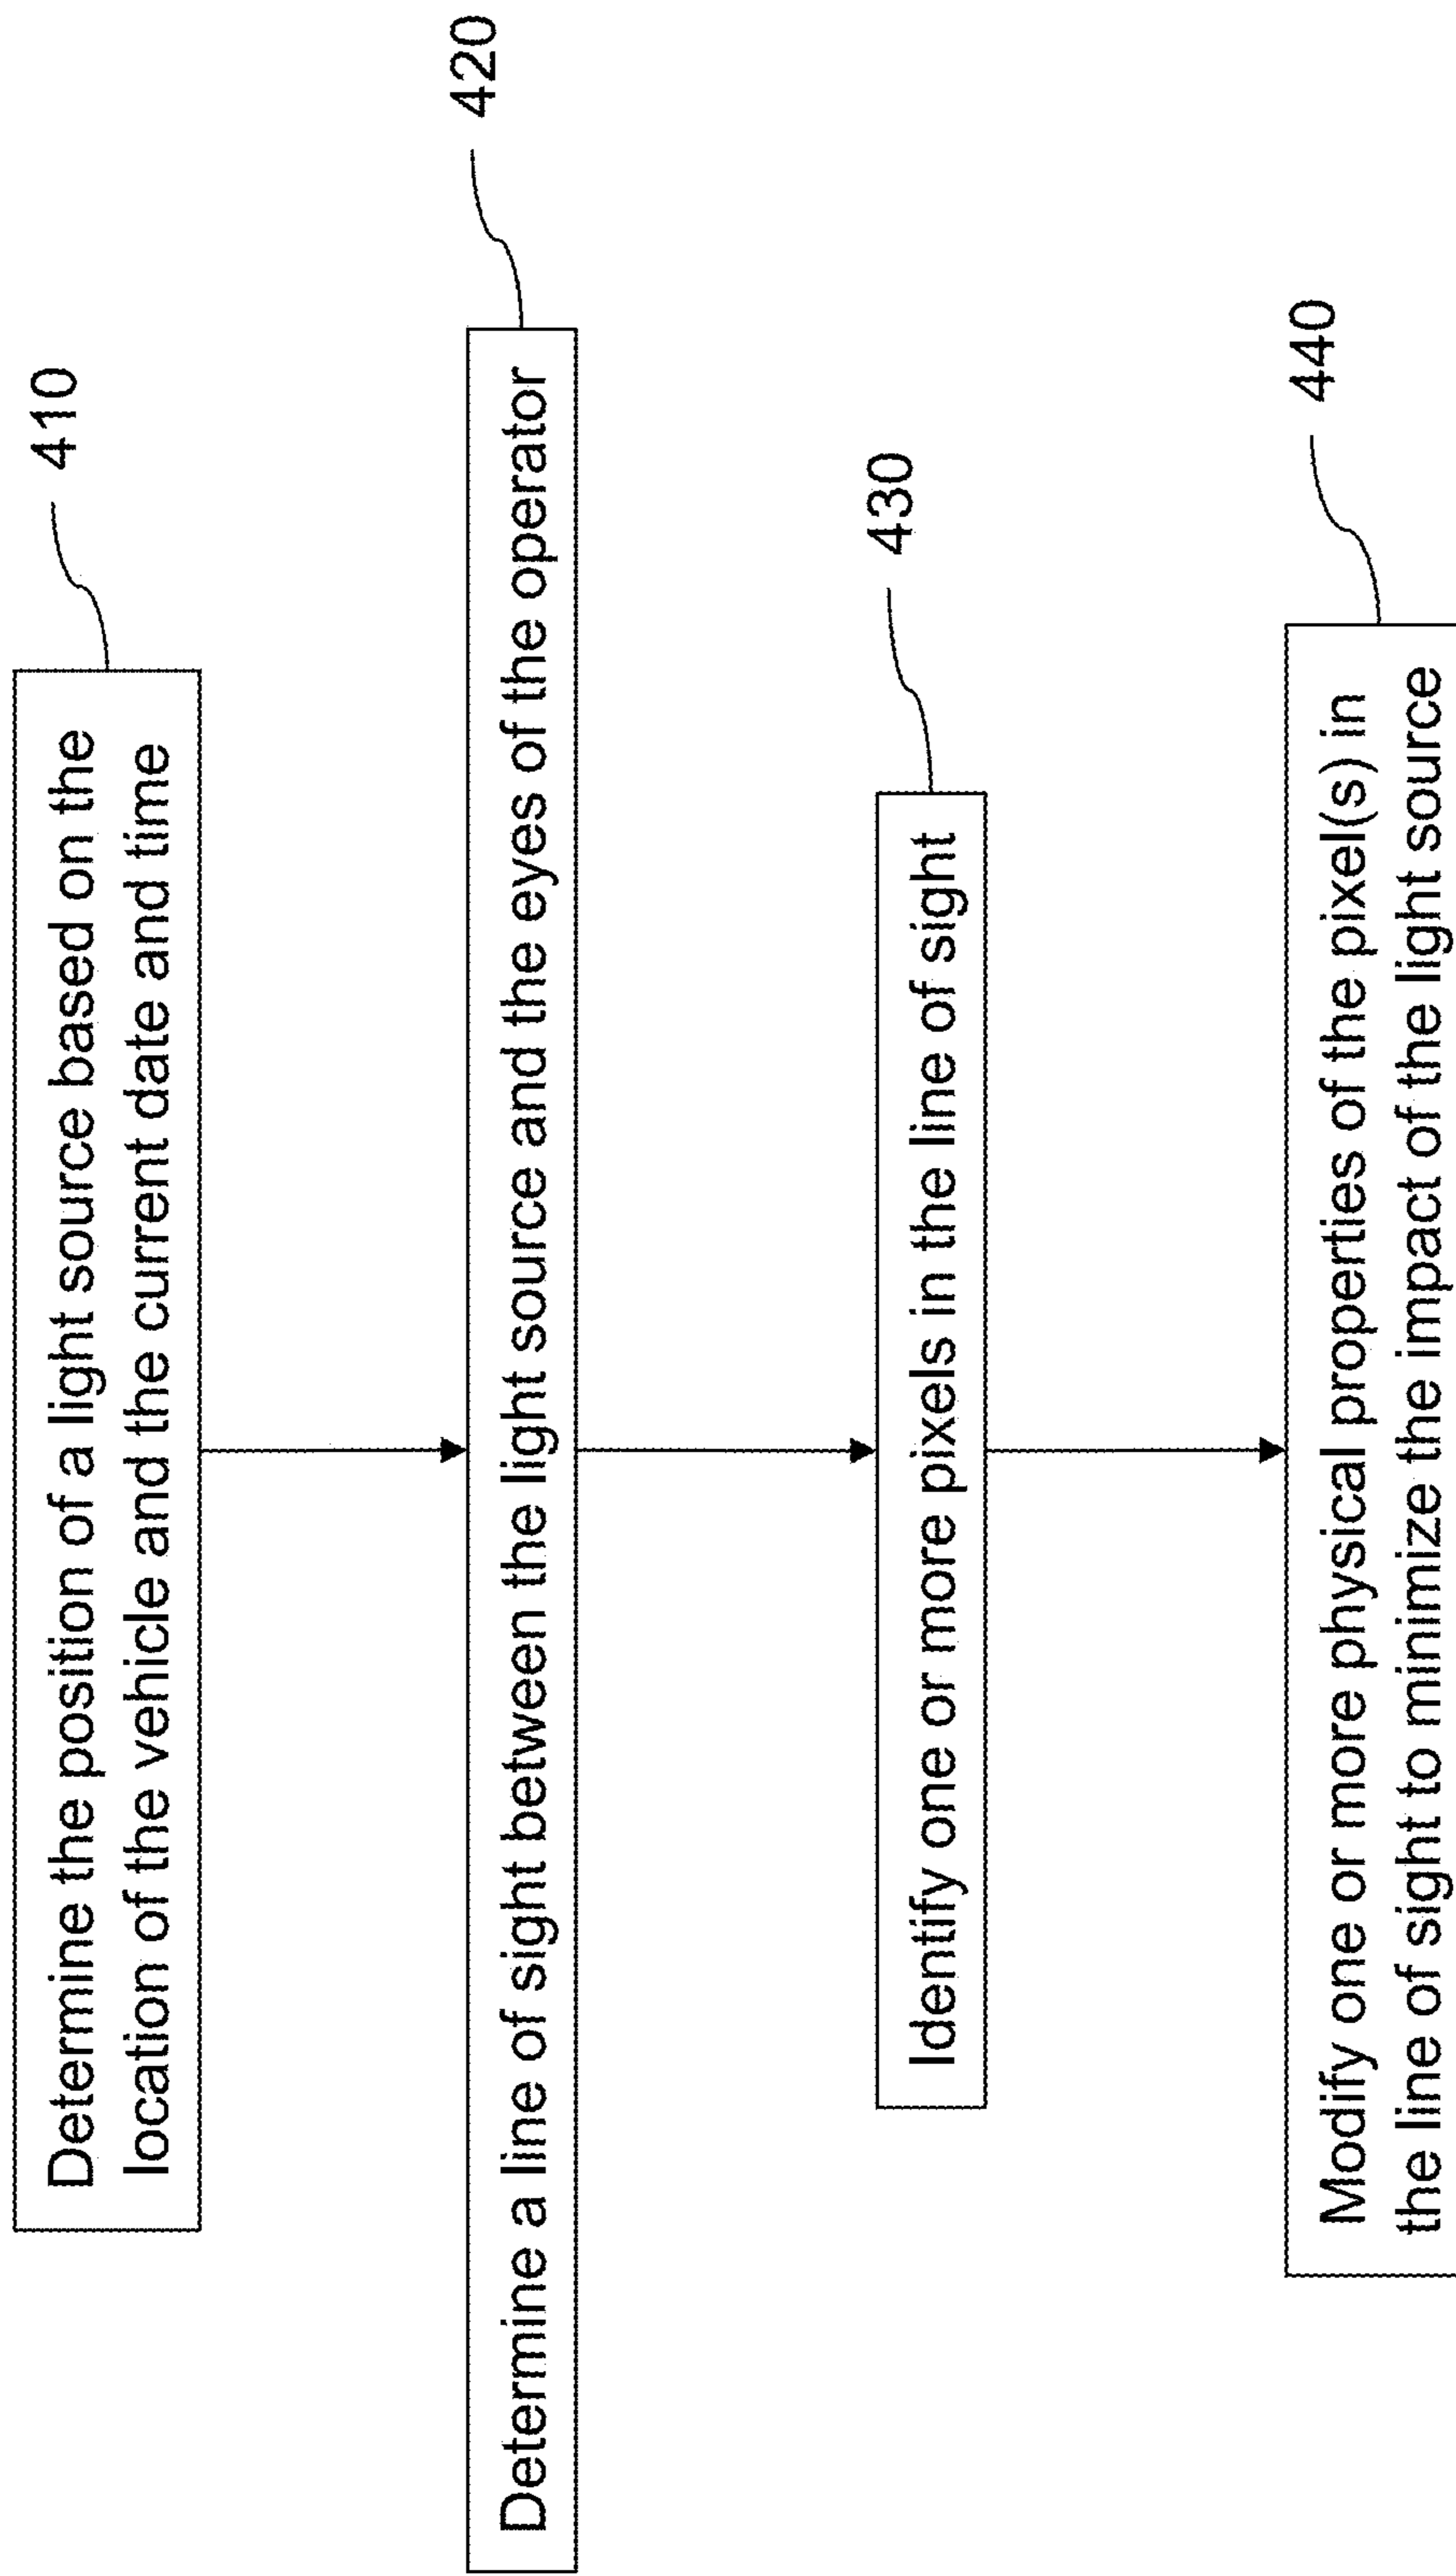 Determine the position of a light source based on the
location of the vehicle and the current date and time
410
Determine a line of sight between the light source and the eyes of the operator
420
Identify one or more pixels in the line of sight
430
Modify one or more physical properties of the pixel(s) in
the line of sight to minimize the impact of the light source
440